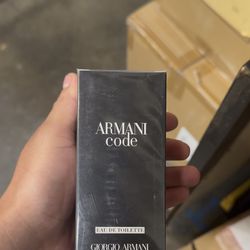 ARMANI
code
EAU DE TOILETTE
GIORGIO ARMANI